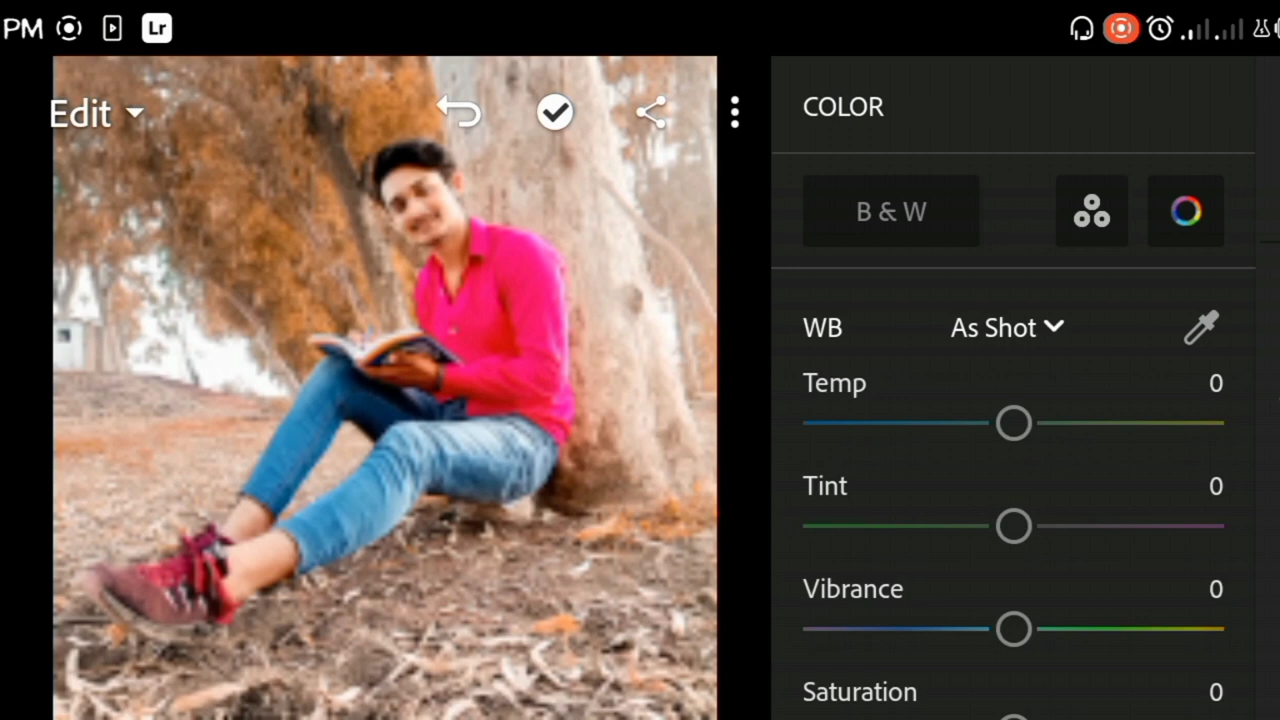 PM Lr
Edit
COLOR
B & W
WB As Shot
Temp 0
Tint 0
Vibrance 0
Saturation 0